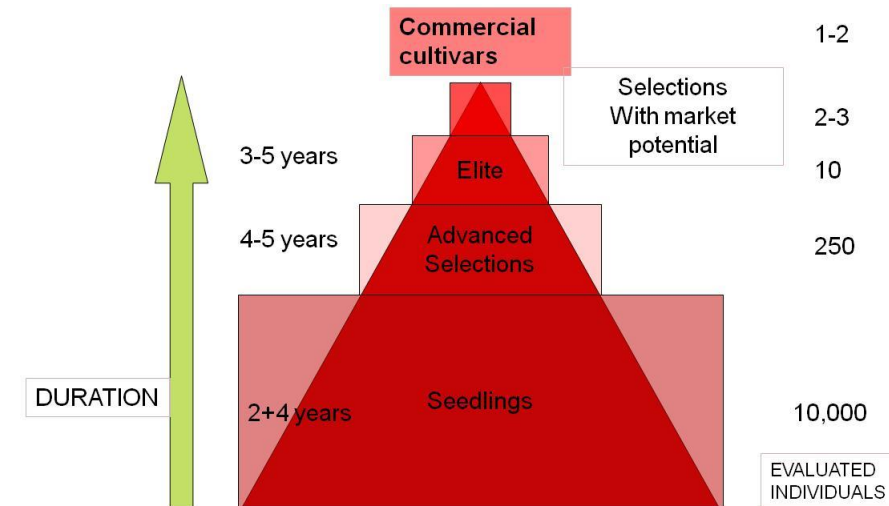 Commercial
cultivars
1-2
Selections
With market
potential
2-3
3-5 years
Elite
10
4-5 years
Advanced
Selections
250
DURATION
2+4 years
Seedlings
10,000
EVALUATED
INDIVIDUALS